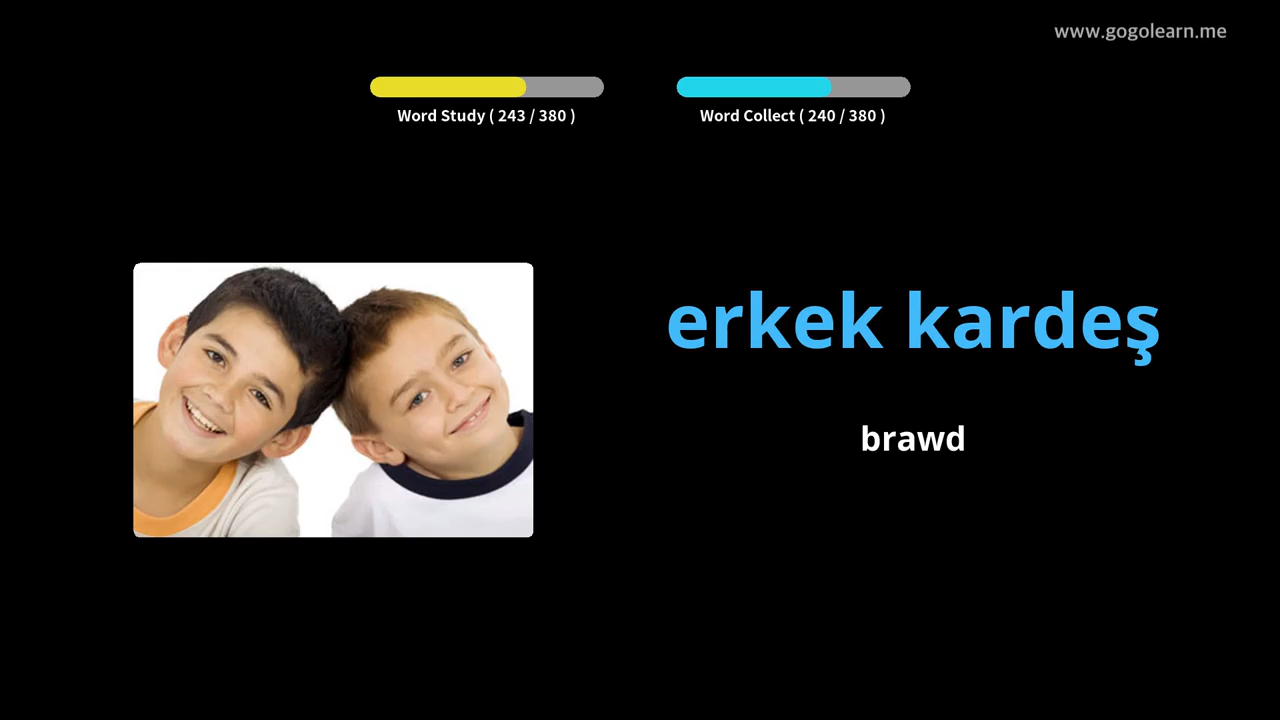 www.gogolearn.me
Word Study ( 243 / 380 )
Word Collect ( 240 / 380 )
erkek kardeş
brawd